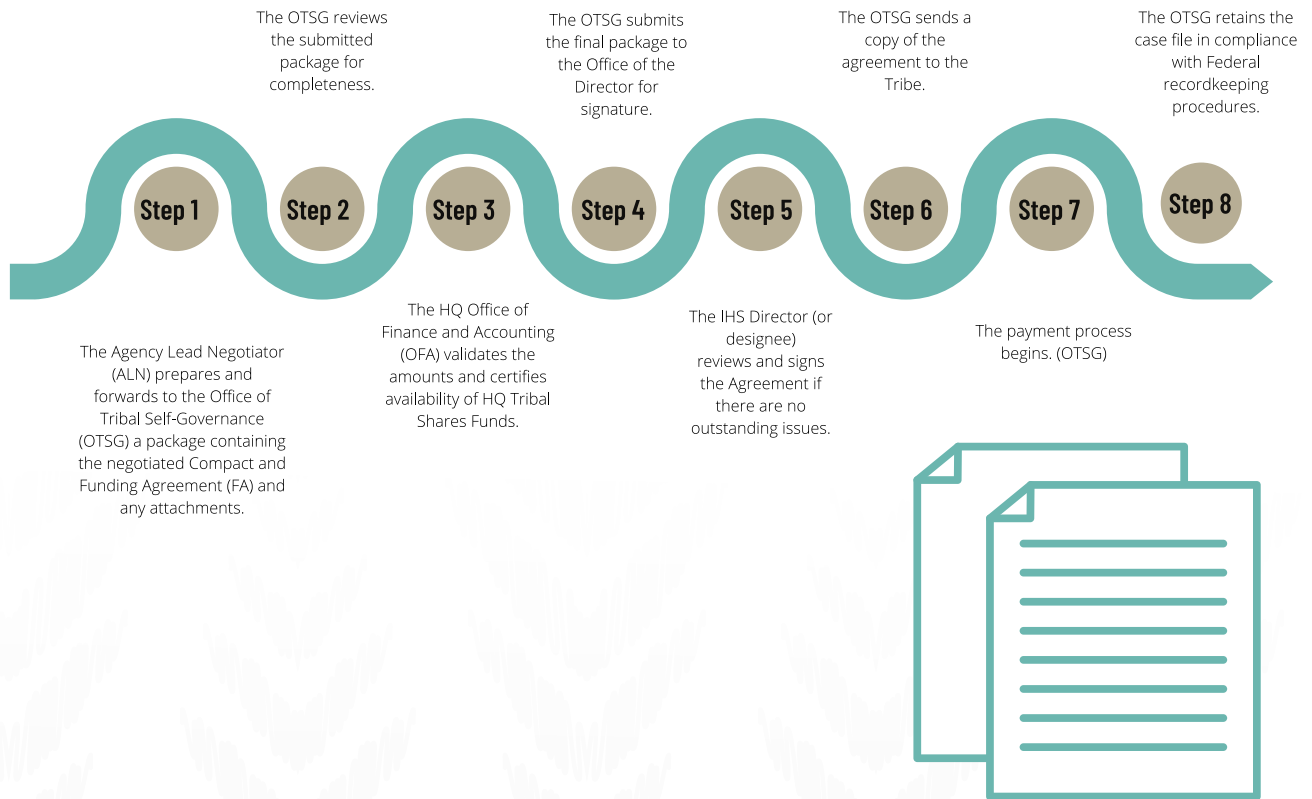 The OTSG reviews
the submitted
package for
completeness.
The OTSG submits
the final package to
the Office of the
Director for
signature.
The OTSG sends a
copy of the
agreement to the
Tribe.
The OTSG retains the
case file in compliance
with Federal
recordkeeping
procedures.
Step 1
Step 2
Step 3
Step 4
Step 5
Step 6
Step 7
Step 8
The Agency Lead Negotiator
(ALN) prepares and
forwards to the Office of
Tribal Self-Governance
(OTSG) a package containing
the negotiated Compact and
Funding Agreement (FA) and
any attachments.
The HQ Office of
Finance and Accounting
(OFA) validates the
amounts and certifies
availability of HQ Tribal
Shares Funds.
The IHS Director (or
designee)
reviews and signs
the Agreement if
there are no
outstanding issues.
The payment process
begins. (OTSG)